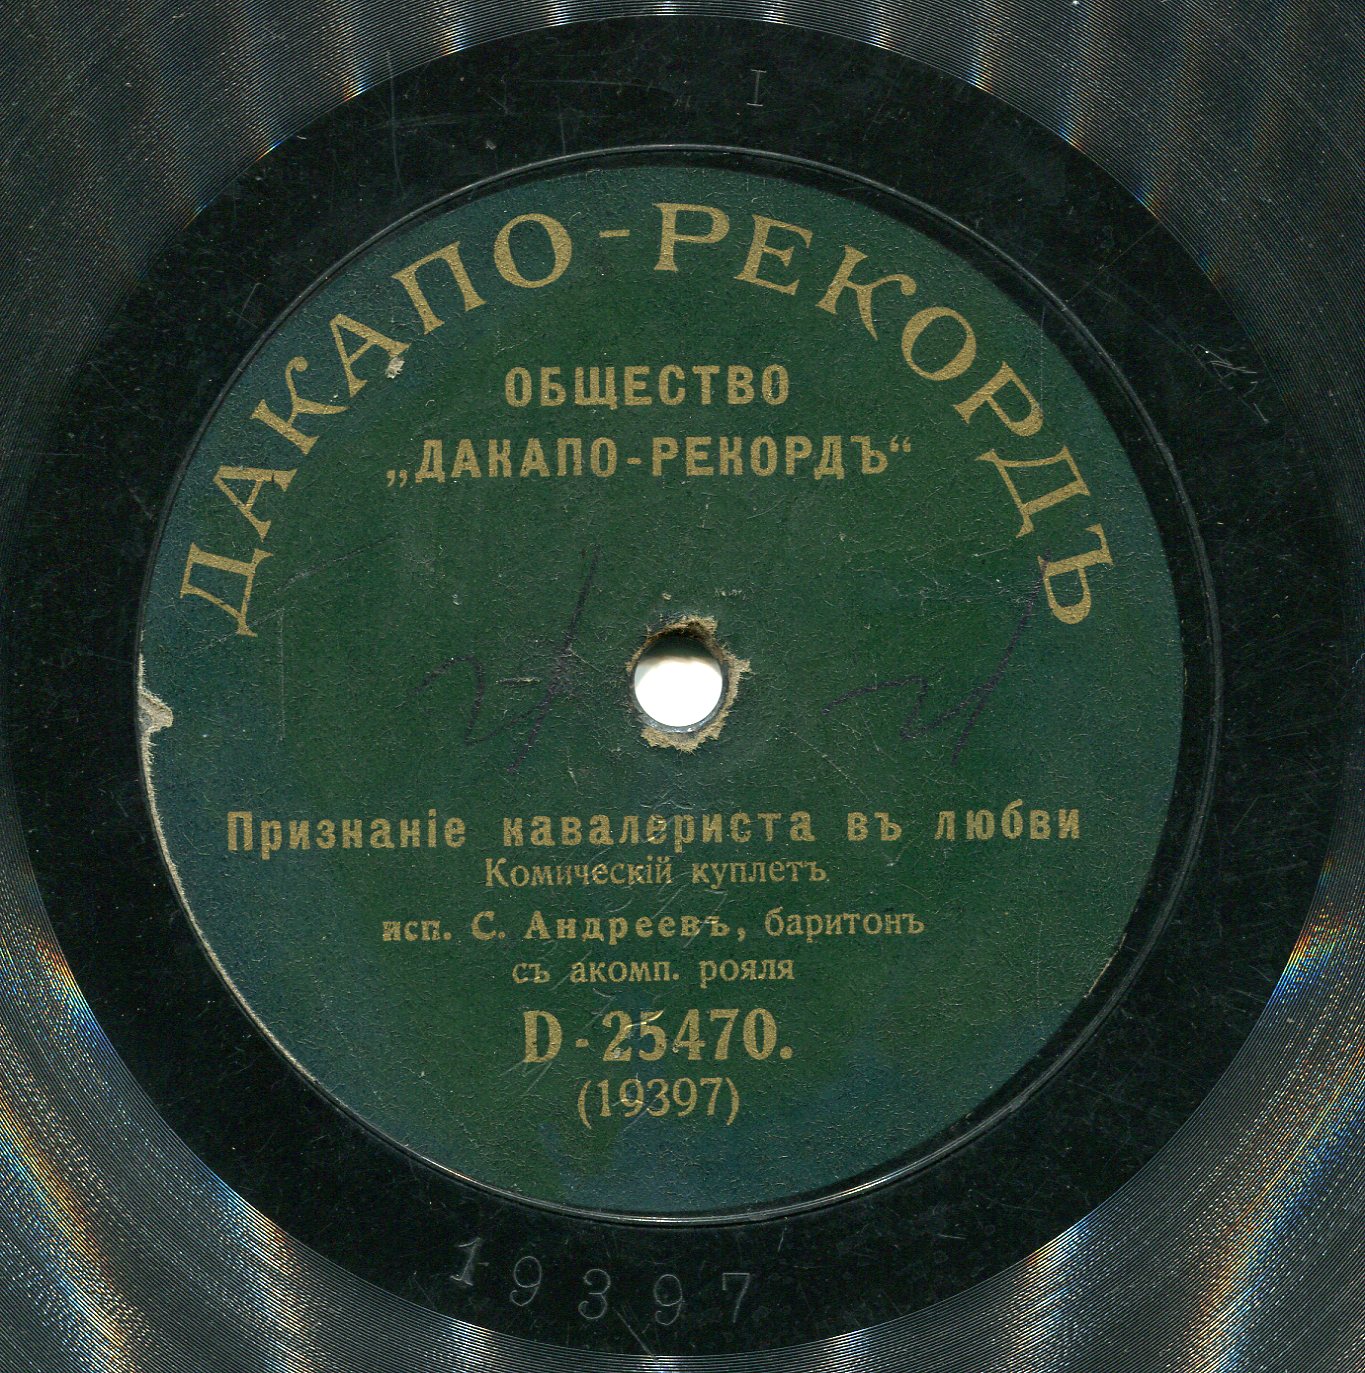 I
ДАКАПО-РЕКОРДЪ
ОБЩЕСТВО
„ДАКАПО-РЕКОРДЪ“
Признаніе кавалериста въ любви
Комическій куплетъ.
исп. С. Андреевъ, баритонъ
съ акомп. рояля
D-25470.
(19397)
19397